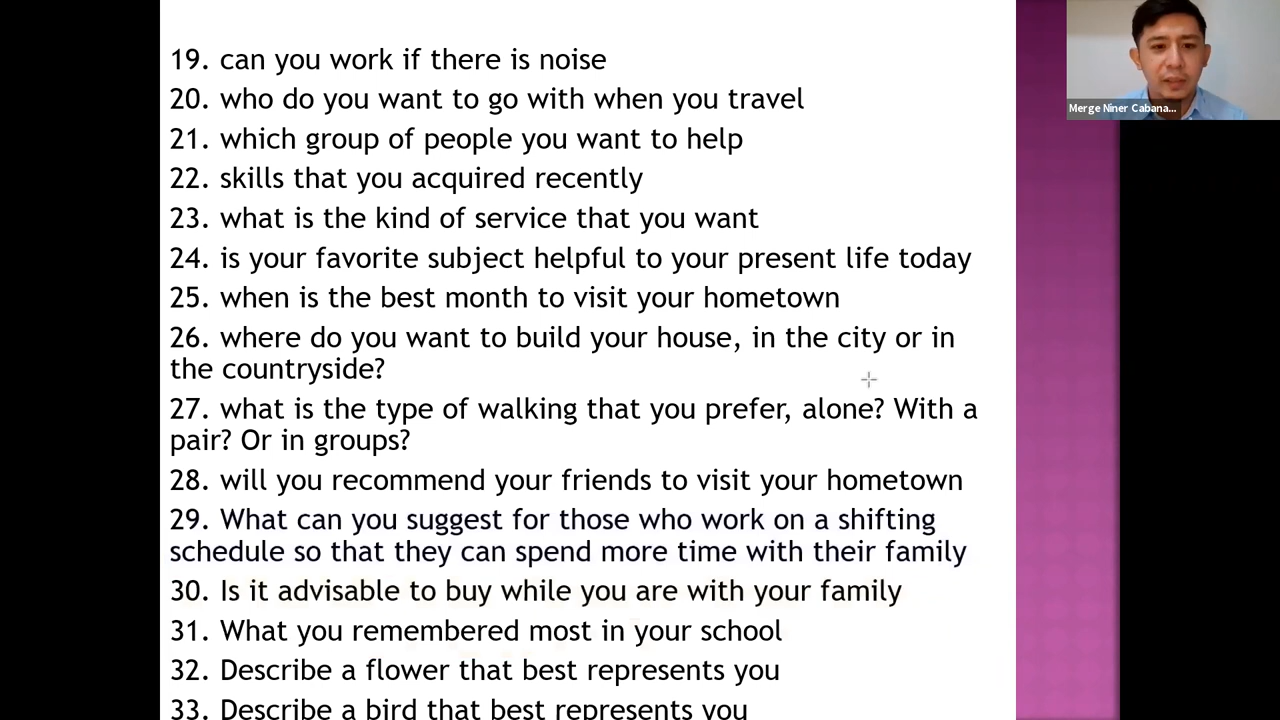 19. can you work if there is noise
20. who do you want to go with when you travel
21. which group of people you want to help
22. skills that you acquired recently
23. what is the kind of service that you want
24. is your favorite subject helpful to your present life today
25. when is the best month to visit your hometown
26. where do you want to build your house, in the city or in
the countryside?
27. what is the type of walking that you prefer, alone? With a
pair? Or in groups?
28. will you recommend your friends to visit your hometown
29. What can you suggest for those who work on a shifting
schedule so that they can spend more time with their family
30. Is it advisable to buy while you are with your family
31. What you remembered most in your school
32. Describe a flower that best represents you
33. Describe a bird that best represents you
Merge Niner Cabana...